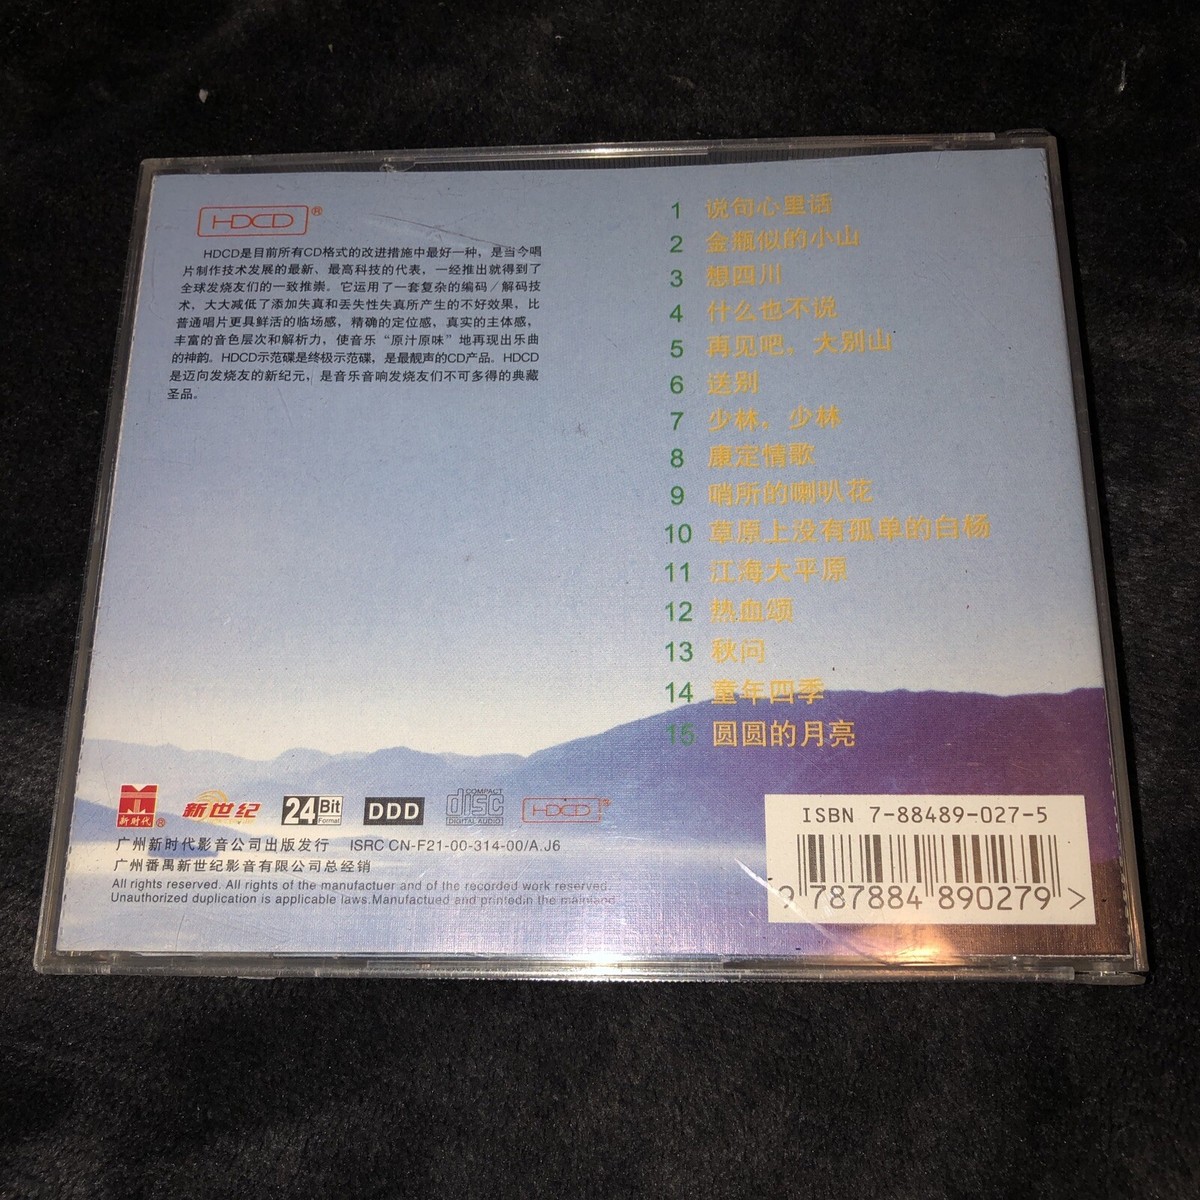 HDCD®
HDCD是目前所有CD格式的改进措施中最好一种，是当今唱
片制作技术发展的最新、最高科技的代表，一经推出就得到了
全球发烧友们的一致推崇。它运用了一套复杂的编码／解码技
术，大大减低了添加失真和丢失性失真所产生的不好效果，比
普通唱片更具鲜活的临场感，精确的定位感，真实的主体感，
丰富的音色层次和解析力，使音乐“原汁原味”地再现出乐曲
的神韵。HDCD示范碟是终极示范碟，是最靓声的CD产品。HDCD
是迈向发烧友的新纪元，是音乐音响发烧友们不可多得的典藏
圣品。
1 说句心里话
2 金瓶似的小山
3 想四川
4 什么也不说
5 再见吧，大别山
6 送别
7 少林，少林
8 康定情歌
9 哨所的喇叭花
10 草原上没有孤单的白杨
11 江海大平原
12 热血颂
13 秋问
14 童年四季
15 圆圆的月亮
新时代® 新世纪 24Bit Format DDD COMPACT disc DIGITAL AUDIO HDCD®
广州新时代影音公司出版发行 ISRC CN-F21-00-314-00/A.J6
广州番禺新世纪影音有限公司总经销
All rights reserved. All rights of the manufactuer and of the recorded work reserved.
Unauthorized duplication is applicable laws.Manufactued and printedin the mainland.
ISBN 7-88489-027-5
9 787884 890279 >